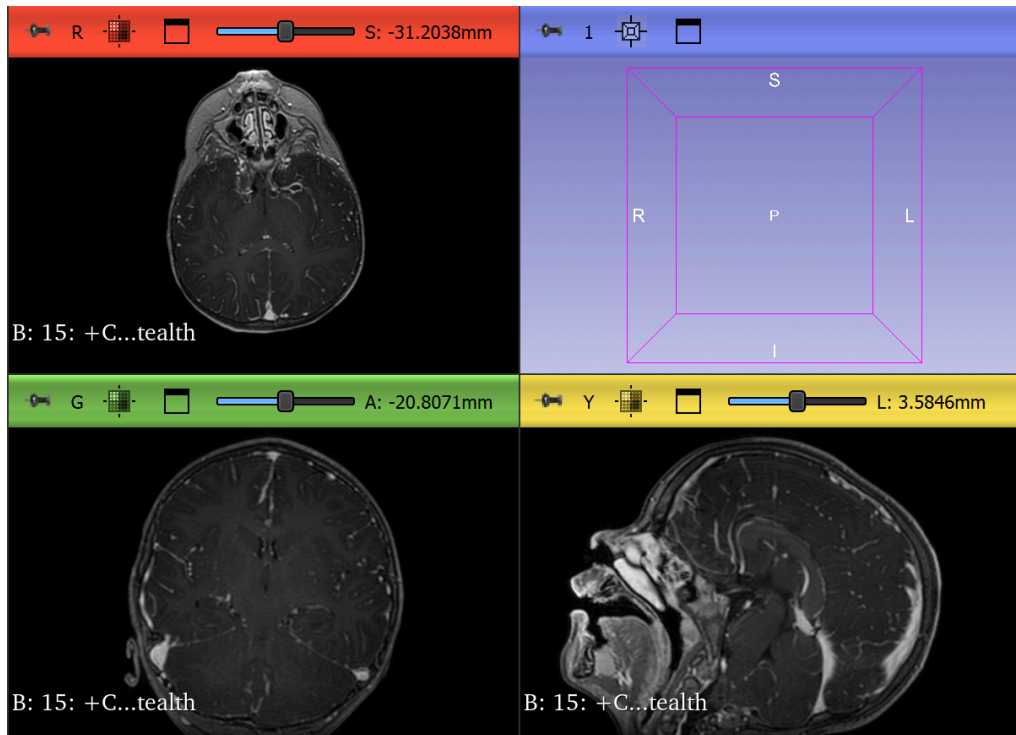 R S: -31.2038mm
1
S
R P L
I
B: 15: +C...tealth
G A: -20.8071mm
Y L: 3.5846mm
B: 15: +C...tealth
B: 15: +C...tealth